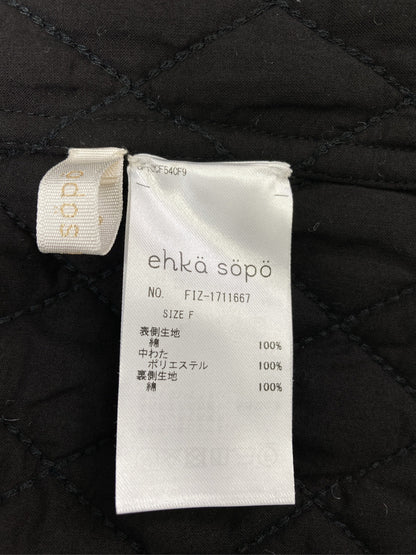 ehkä söpö
NO. FIZ-1711667
SIZE F
表側生地
綿 100%
中わた
ポリエステル 100%
裏側生地
綿 100%